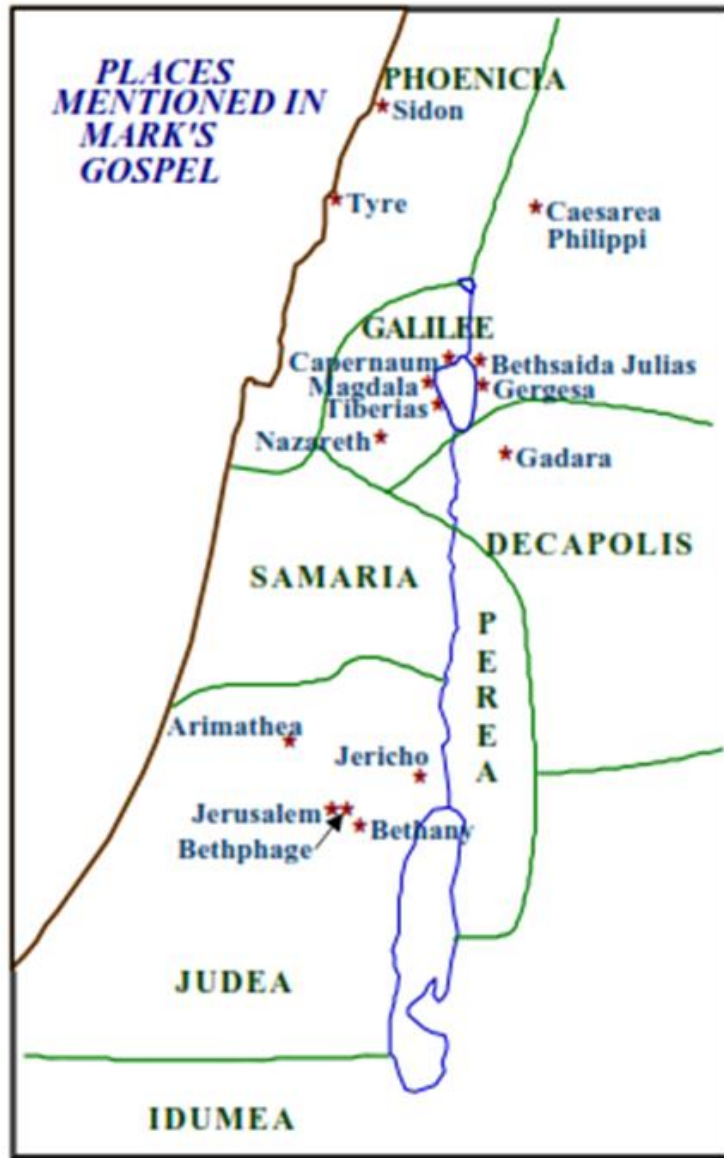 PLACES
MENTIONED IN
MARK'S
GOSPEL
PHOENICIA
Sidon
Tyre
Caesarea
Philippi
GALILEE
Capernaum
Bethsaida Julias
Magdala
Gergesa
Tiberias
Nazareth
Gadara
DECAPOLIS
SAMARIA
PEREA
Arimathea
Jericho
Jerusalem
Bethphage
Bethany
JUDEA
IDUMEA